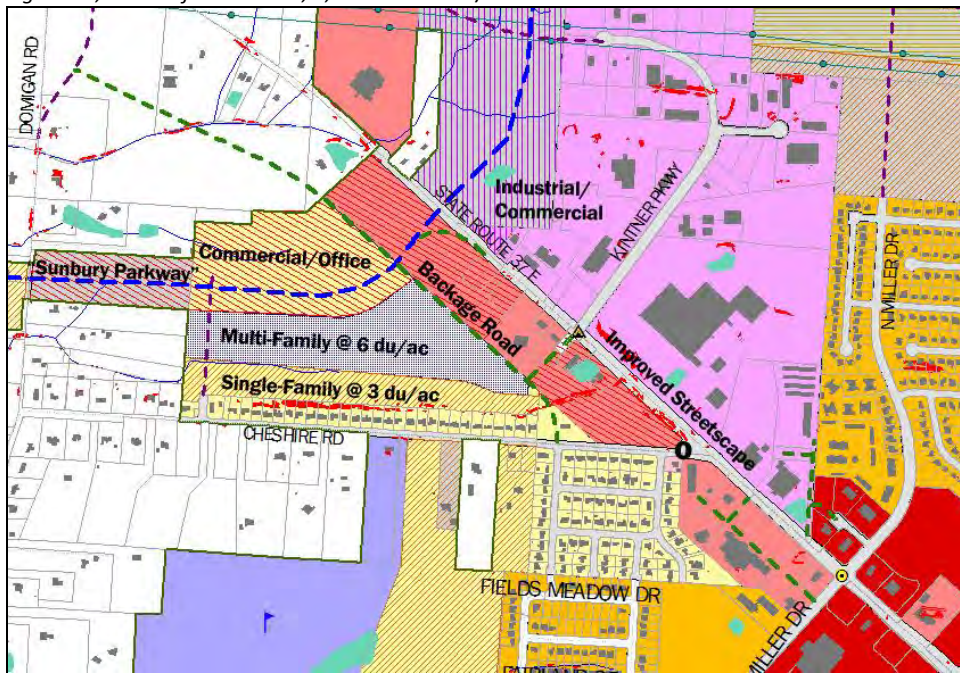 DOMIGAN RD
Industrial/
Commercial
STATE ROUTE 37 E
KINTNER PKWY
N MILLER DR
Commercial/Office
Sunbury Parkway"
Backage Road
Multi-Family @ 6 du/ac
Improved Streetscape
Single-Family @ 3 du/ac
CHESHIRE RD
FIELDS MEADOW DR
MILLER DR